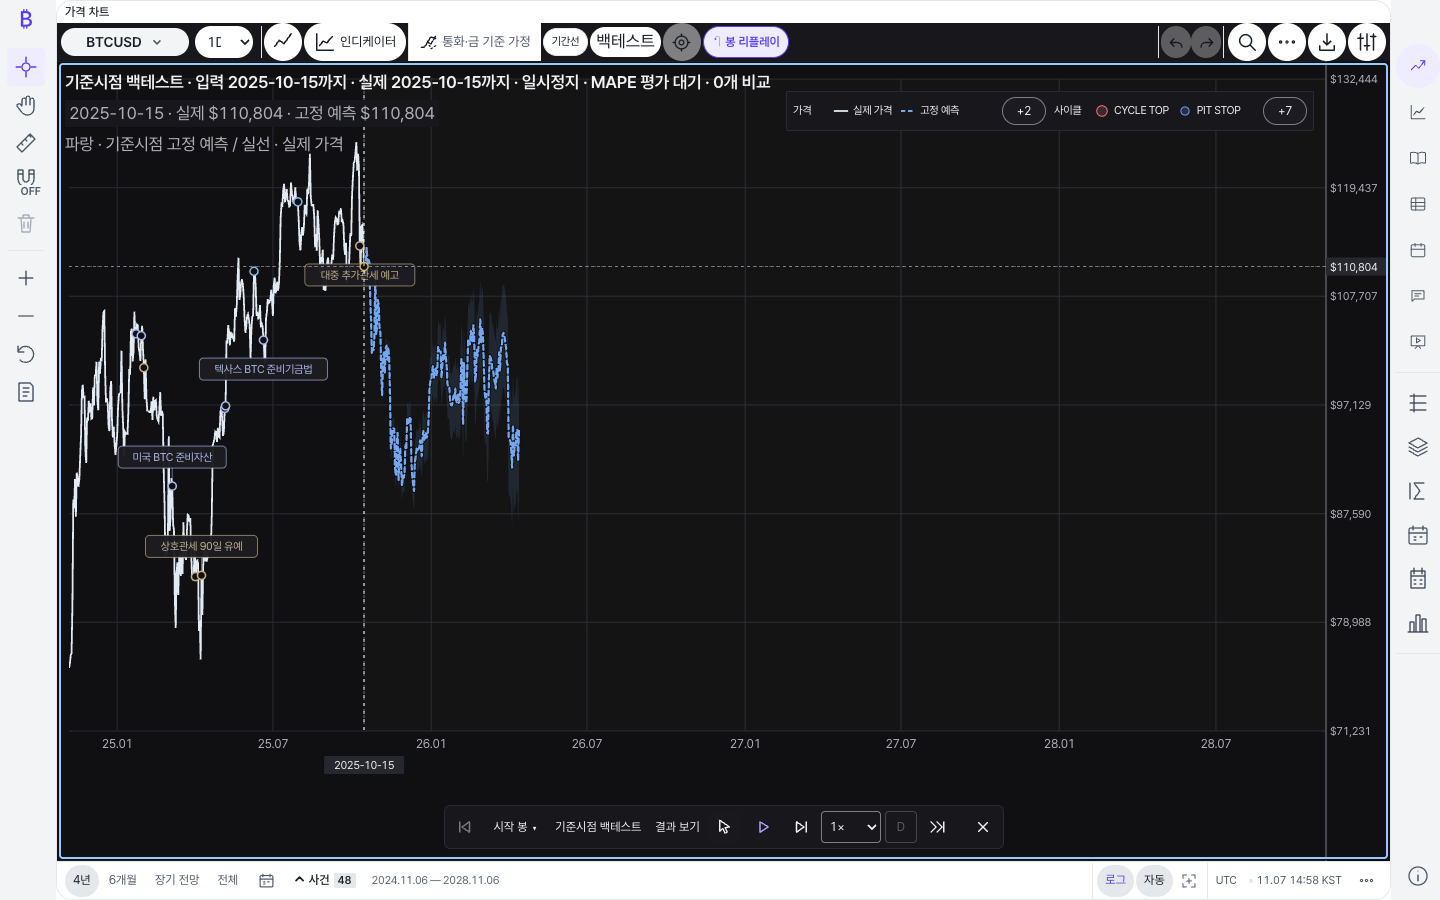 가격 차트
BTCUSD
인디케이터
통화·금 기준 가정
기간선
백테스트
봉 리플레이
OFF
기준시점 백테스트 · 입력 2025-10-15까지 · 실제 2025-10-15까지 · 일시정지 · MAPE 평가 대기 · 0개 비교
2025-10-15 · 실제 $110,804 · 고정 예측 $110,804
파랑 · 기준시점 고정 예측 / 실선 · 실제 가격
가격
실제 가격
고정 예측
+2
사이클
CYCLE TOP
PIT STOP
+7
$132,444
$119,437
$110,804
$107,707
$97,129
$87,590
$78,988
$71,231
대중 추가관세 예고
텍사스 BTC 준비기금법
미국 BTC 준비자산
상호관세 90일 유예
25.01
25.07
26.01
26.07
27.01
27.07
28.01
28.07
2025-10-15
시작 봉
기준시점 백테스트
결과 보기
1×
D
4년
6개월
장기 전망
전체
사건 48
2024.11.06 — 2028.11.06
로그
자동
UTC
11.07 14:58 KST